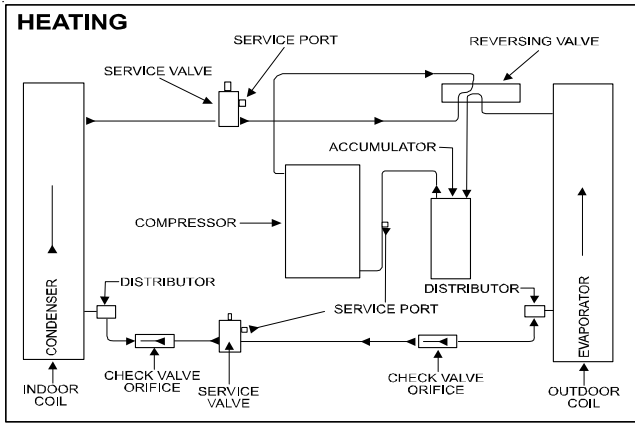 HEATING
SERVICE PORT
REVERSING VALVE
SERVICE VALVE
ACCUMULATOR
COMPRESSOR
CONDENSER
DISTRIBUTOR
DISTRIBUTOR
SERVICE PORT
EVAPORATOR
INDOOR
COIL
CHECK VALVE
ORIFICE
SERVICE
VALVE
CHECK VALVE
ORIFICE
OUTDOOR
COIL